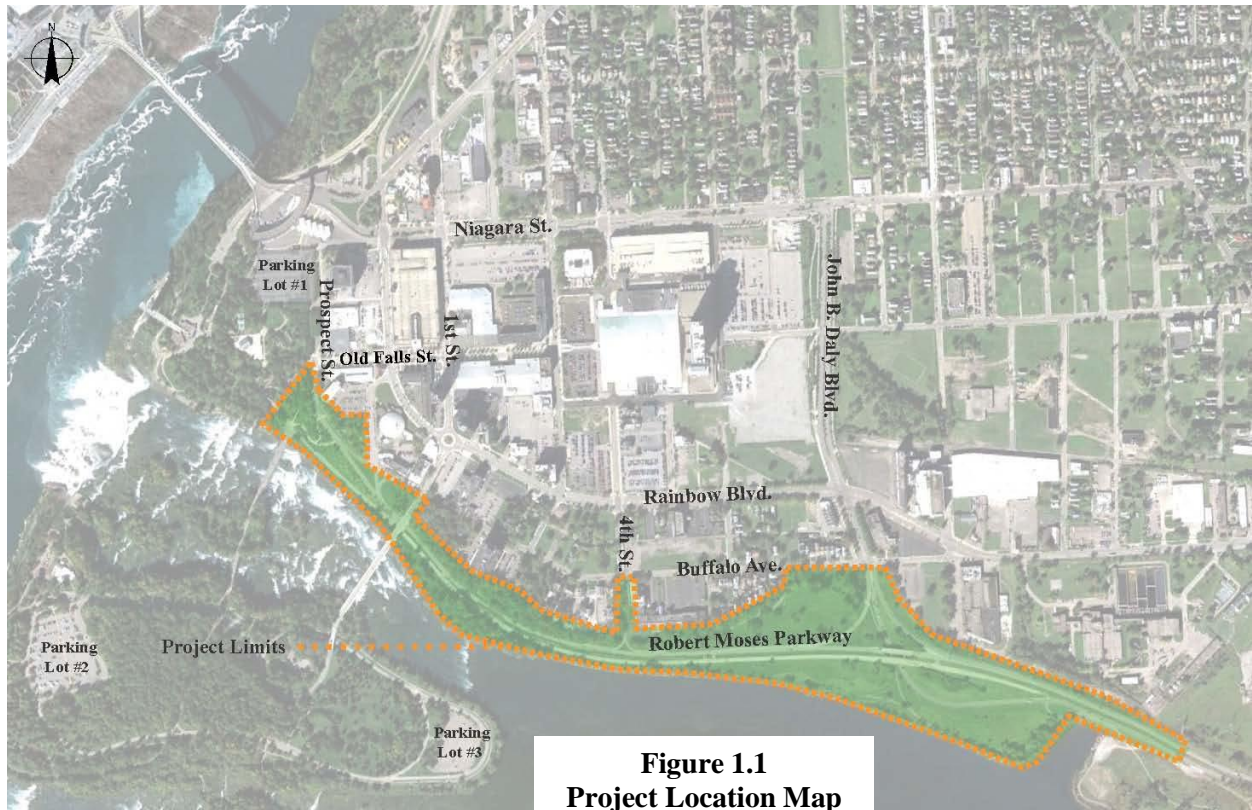 N
Niagara St.
Parking
Lot #1
Prospect St.
1st St.
John B. Daly Blvd.
Old Falls St.
Rainbow Blvd.
4th St.
Buffalo Ave.
Robert Moses Parkway
Project Limits
Parking
Lot #2
Parking
Lot #3
Figure 1.1
Project Location Map